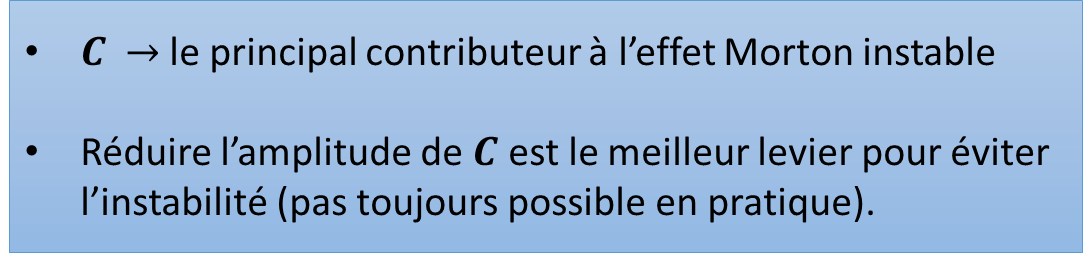 • C → le principal contributeur à l’effet Morton instable
• Réduire l’amplitude de C est le meilleur levier pour éviter
l’instabilité (pas toujours possible en pratique).